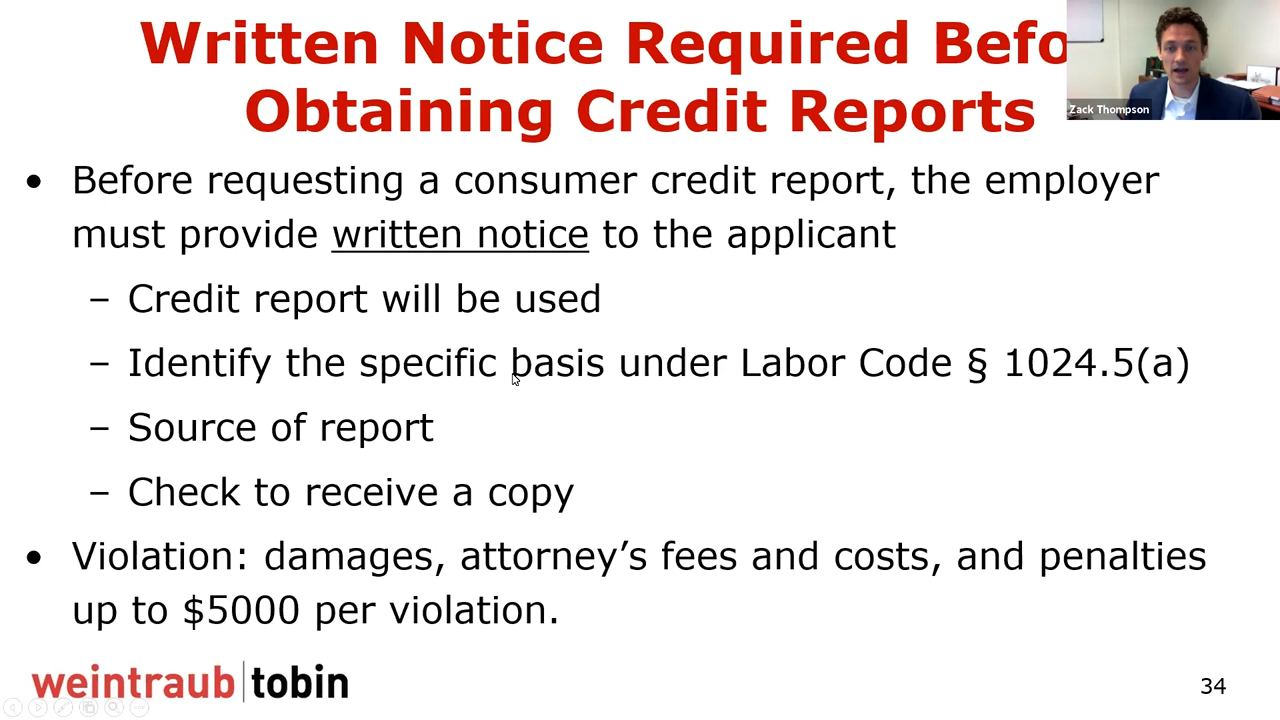 Written Notice Required Befo
Obtaining Credit Reports
Zack Thompson
• Before requesting a consumer credit report, the employer
must provide written notice to the applicant
– Credit report will be used
– Identify the specific basis under Labor Code § 1024.5(a)
– Source of report
– Check to receive a copy
• Violation: damages, attorney’s fees and costs, and penalties
up to $5000 per violation.
weintraub|tobin
34